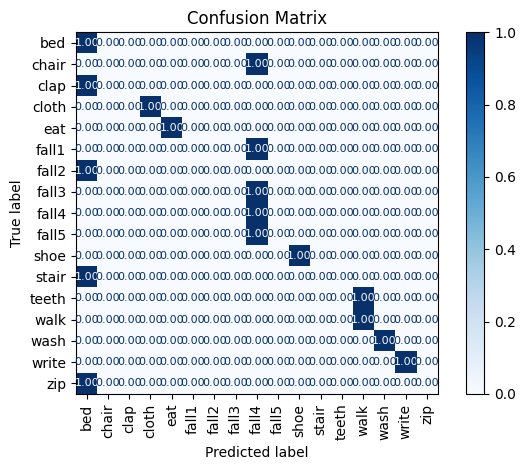 Confusion Matrix
True label
bed 1.00 0.00 0.00 0.00 0.00 0.00 0.00 0.00 0.00 0.00 0.00 0.00 0.00 0.00 0.00 0.00 0.00
chair 0.00 0.00 0.00 0.00 0.00 0.00 0.00 0.00 1.00 0.00 0.00 0.00 0.00 0.00 0.00 0.00 0.00
clap 1.00 0.00 0.00 0.00 0.00 0.00 0.00 0.00 0.00 0.00 0.00 0.00 0.00 0.00 0.00 0.00 0.00
cloth 0.00 0.00 0.00 1.00 0.00 0.00 0.00 0.00 0.00 0.00 0.00 0.00 0.00 0.00 0.00 0.00 0.00
eat 0.00 0.00 0.00 0.00 1.00 0.00 0.00 0.00 0.00 0.00 0.00 0.00 0.00 0.00 0.00 0.00 0.00
fall1 0.00 0.00 0.00 0.00 0.00 0.00 0.00 0.00 1.00 0.00 0.00 0.00 0.00 0.00 0.00 0.00 0.00
fall2 1.00 0.00 0.00 0.00 0.00 0.00 0.00 0.00 0.00 0.00 0.00 0.00 0.00 0.00 0.00 0.00 0.00
fall3 0.00 0.00 0.00 0.00 0.00 0.00 0.00 0.00 1.00 0.00 0.00 0.00 0.00 0.00 0.00 0.00 0.00
fall4 0.00 0.00 0.00 0.00 0.00 0.00 0.00 0.00 1.00 0.00 0.00 0.00 0.00 0.00 0.00 0.00 0.00
fall5 0.00 0.00 0.00 0.00 0.00 0.00 0.00 0.00 1.00 0.00 0.00 0.00 0.00 0.00 0.00 0.00 0.00
shoe 0.00 0.00 0.00 0.00 0.00 0.00 0.00 0.00 0.00 0.00 1.00 0.00 0.00 0.00 0.00 0.00 0.00
stair 1.00 0.00 0.00 0.00 0.00 0.00 0.00 0.00 0.00 0.00 0.00 0.00 0.00 0.00 0.00 0.00 0.00
teeth 0.00 0.00 0.00 0.00 0.00 0.00 0.00 0.00 0.00 0.00 0.00 0.00 0.00 1.00 0.00 0.00 0.00
walk 0.00 0.00 0.00 0.00 0.00 0.00 0.00 0.00 0.00 0.00 0.00 0.00 0.00 1.00 0.00 0.00 0.00
wash 0.00 0.00 0.00 0.00 0.00 0.00 0.00 0.00 0.00 0.00 0.00 0.00 0.00 0.00 1.00 0.00 0.00
write 0.00 0.00 0.00 0.00 0.00 0.00 0.00 0.00 0.00 0.00 0.00 0.00 0.00 0.00 0.00 1.00 0.00
zip 1.00 0.00 0.00 0.00 0.00 0.00 0.00 0.00 0.00 0.00 0.00 0.00 0.00 0.00 0.00 0.00 0.00
bed chair clap cloth eat fall1 fall2 fall3 fall4 fall5 shoe stair teeth walk wash write zip
Predicted label
1.0
0.8
0.6
0.4
0.2
0.0